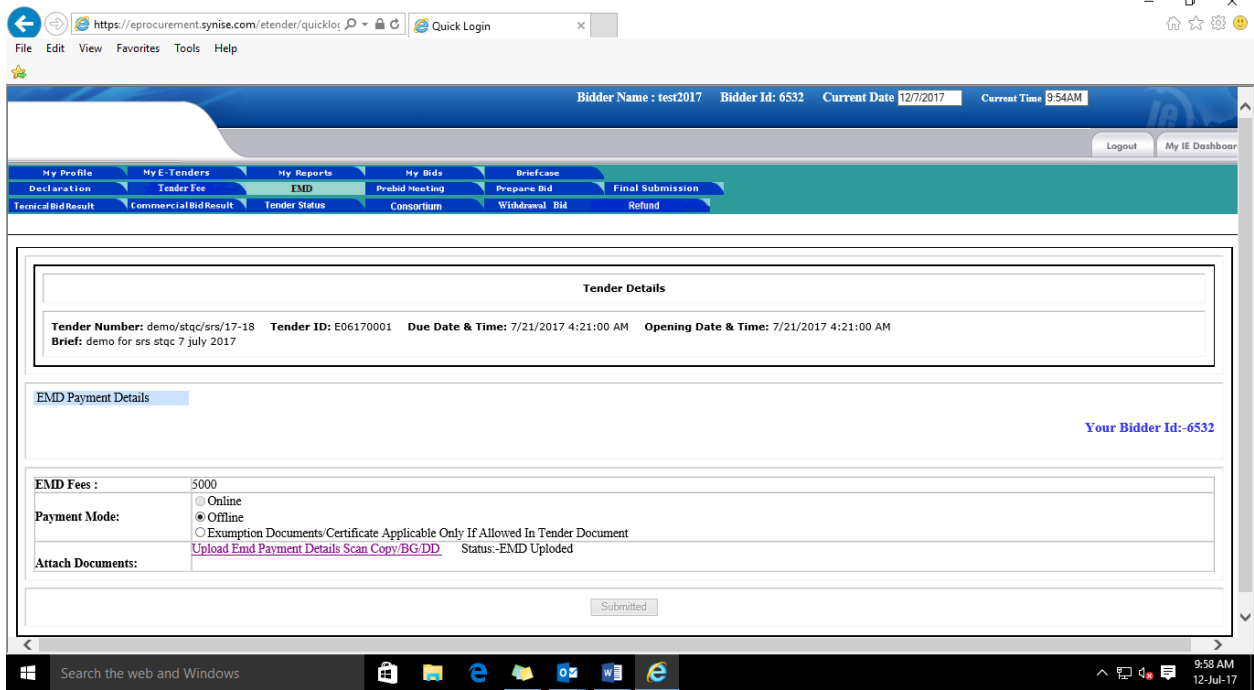 https://eprocurement.synise.com/etender/quicklog
Quick Login
File Edit View Favorites Tools Help
Bidder Name : test2017 Bidder Id: 6532 Current Date 12/7/2017 Current Time 9:54AM
Logout My IE Dashboar
My Profile My E-Tenders My Reports My Bids Briefcase
Declaration Tender Fee EMD Prebid Meeting Prepare Bid Final Submission
TecnicalBidResult CommercialBidResult Tender Status Consortium Withdrawal Bid Refund
Tender Details
Tender Number: demo/stqc/srs/17-18 Tender ID: E06170001 Due Date & Time: 7/21/2017 4:21:00 AM Opening Date & Time: 7/21/2017 4:21:00 AM
Brief: demo for srs stqc 7 july 2017
EMD Payment Details
Your Bidder Id:-6532
EMD Fees : 5000
Online
Payment Mode: Offline
Exumption Documents/Certificate Applicable Only If Allowed In Tender Document
Upload Emd Payment Details Scan Copy/BG/DD Status:-EMD Uploded
Attach Documents:
Submitted
Search the web and Windows
9:58 AM
12-Jul-17